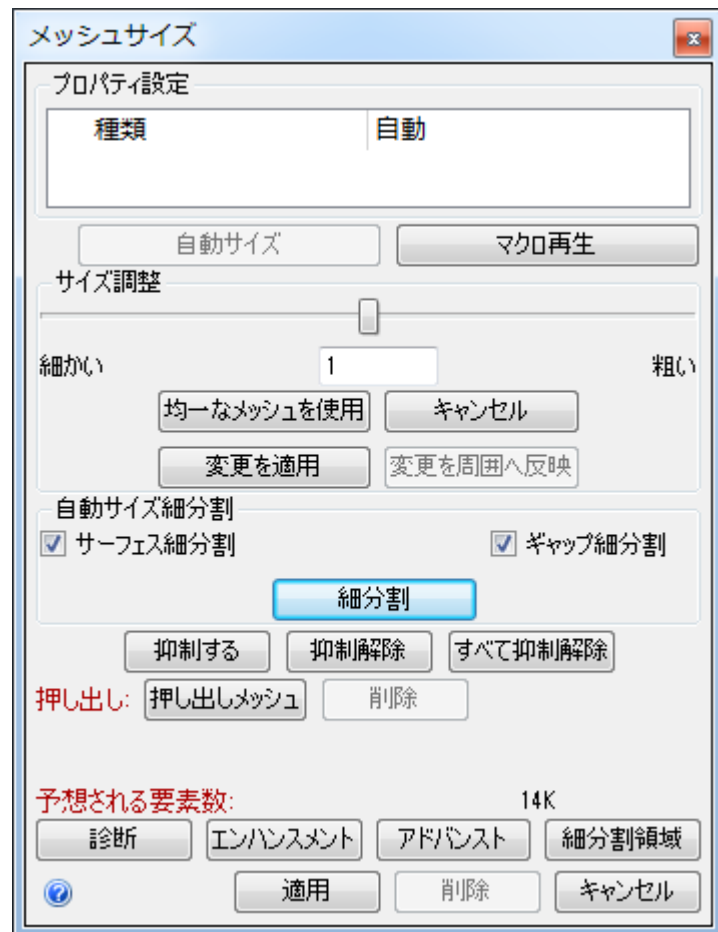 メッシュサイズ
プロパティ設定
種類 自動
自動サイズ マクロ再生
サイズ調整
細かい 1 粗い
均一なメッシュを使用 キャンセル
変更を適用 変更を周囲へ反映
自動サイズ細分割
サーフェス細分割 ギャップ細分割
細分割
抑制する 抑制解除 すべて抑制解除
押し出し: 押し出しメッシュ 削除
予想される要素数: 14K
診断 エンハンスメント アドバンスト 細分割領域
? 適用 削除 キャンセル